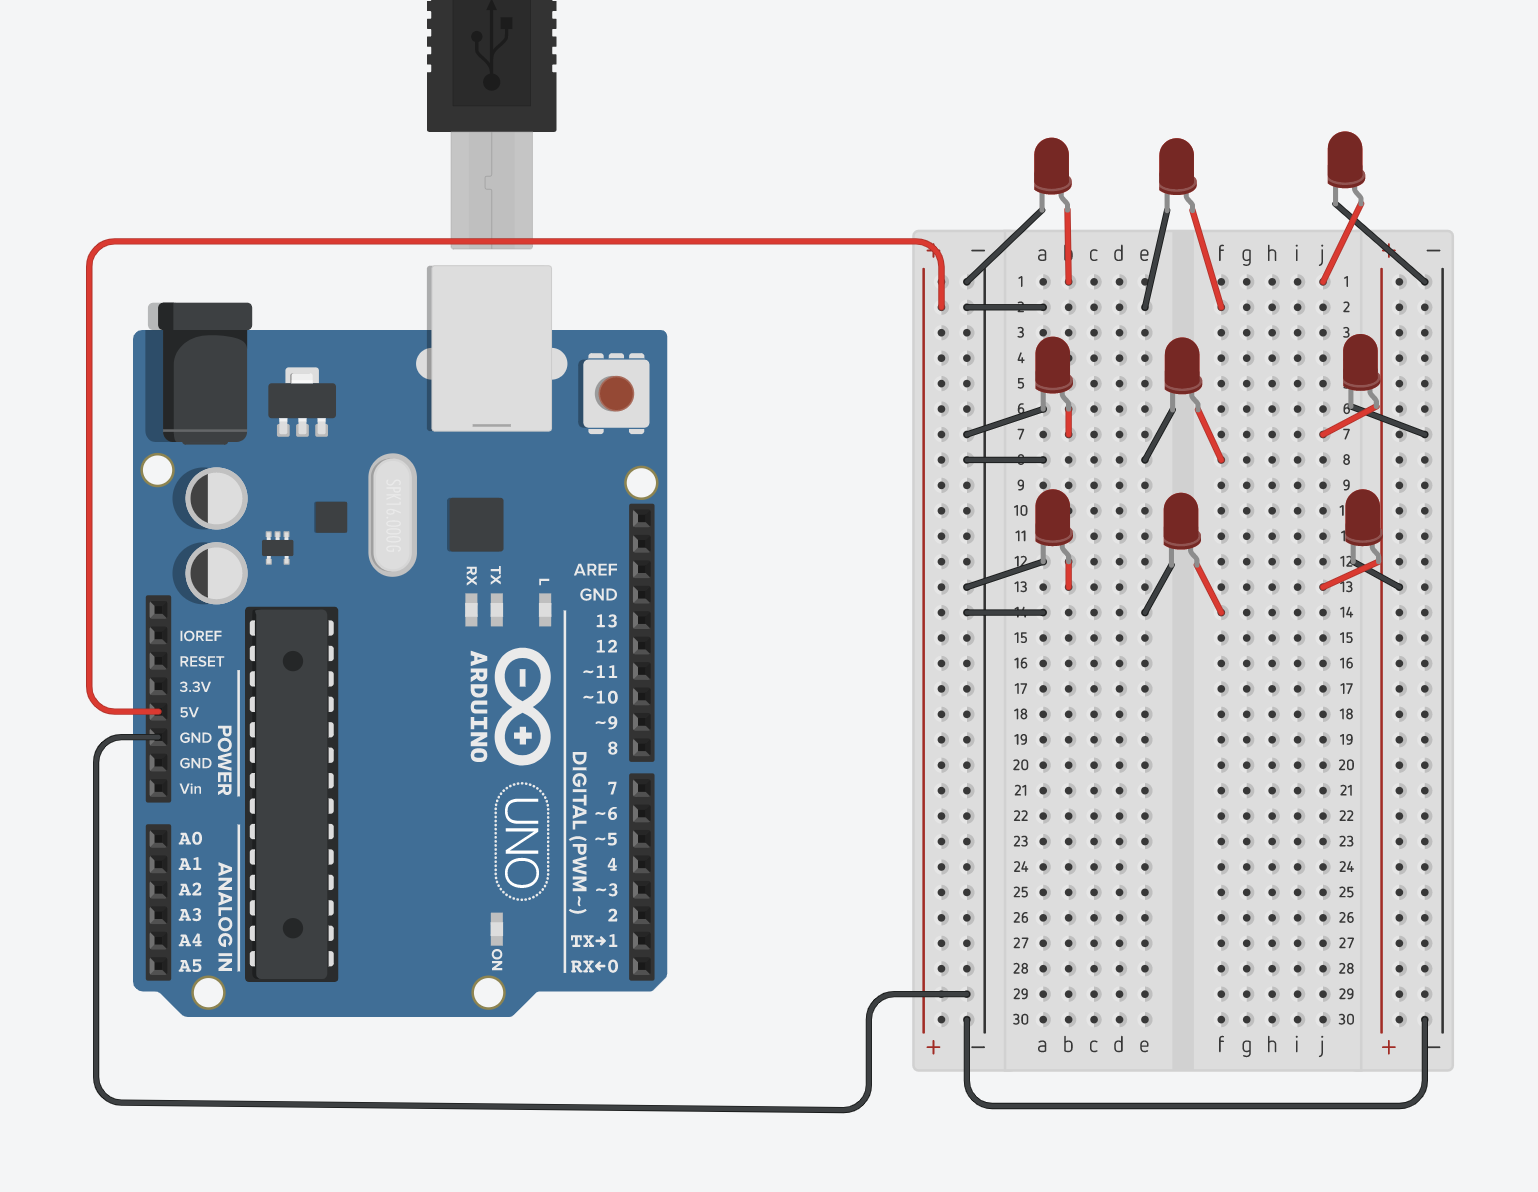 AREF
GND
13
12
~11
~10
~9
8
7
~6
~5
4
~3
2
TX→1
RX←0
DIGITAL (PWM ~)
IOREF
RESET
3.3V
5V
GND
GND
Vin
POWER
A0
A1
A2
A3
A4
A5
ANALOG IN
RX
TX
L
ARDUINO
UNO
ON
SPK16.000G
+ − a b c d e f g h i j + −
1 1
2 2
3 3
4 4
5 5
6 6
7 7
8 8
9 9
10
11
12 12
13 13
14 14
15 15
16 16
17 17
18 18
19 19
20 20
21 21
22 22
23 23
24 24
25 25
26 26
27 27
28 28
29 29
30 30
+ − a b c d e f g h i j + −